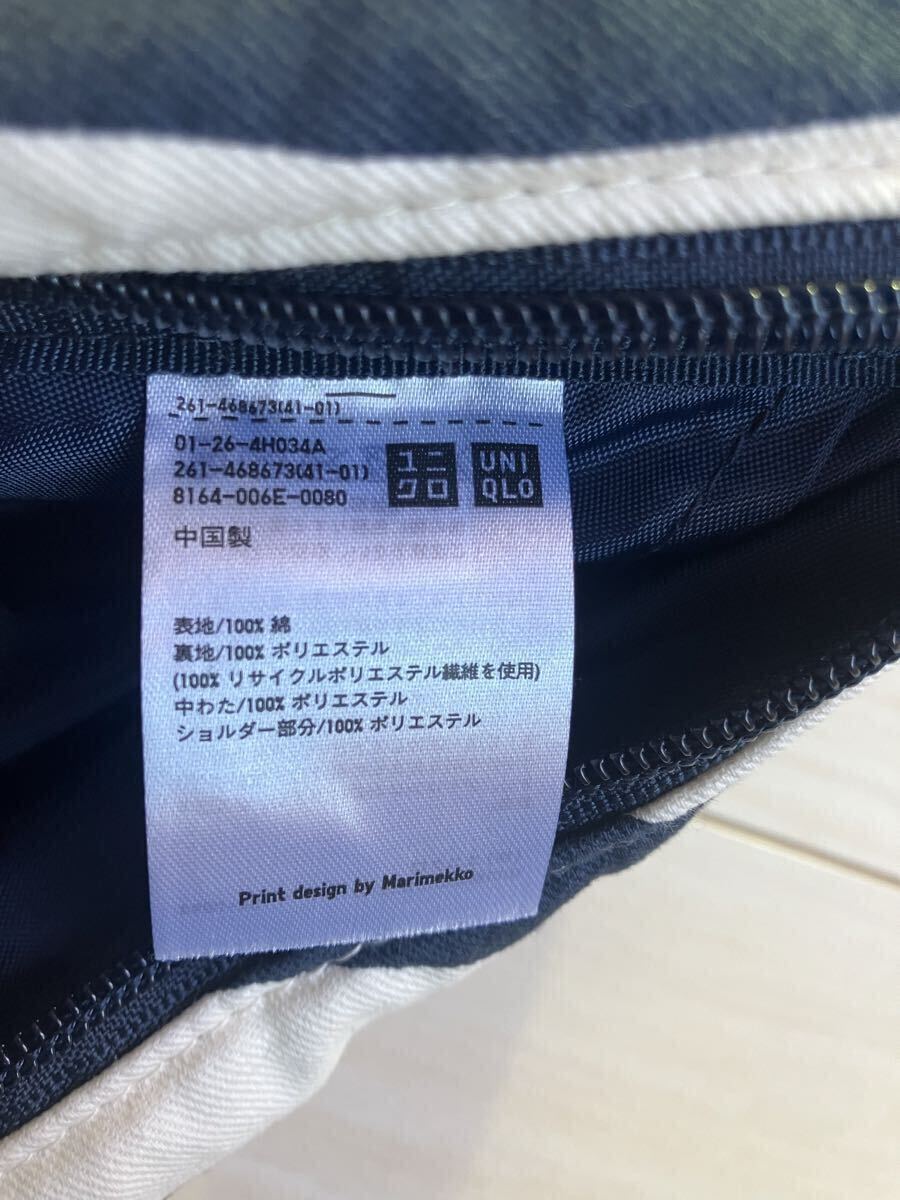 261-468673(41-01)
01-26-4H034A
261-468673(41-01)
8164-006E-0080
ユニ
クロ
UNI
QLO
中国製
表地/100% 綿
裏地/100% ポリエステル
(100% リサイクルポリエステル繊維を使用)
中わた/100% ポリエステル
ショルダー部分/100% ポリエステル
Print design by Marimekko